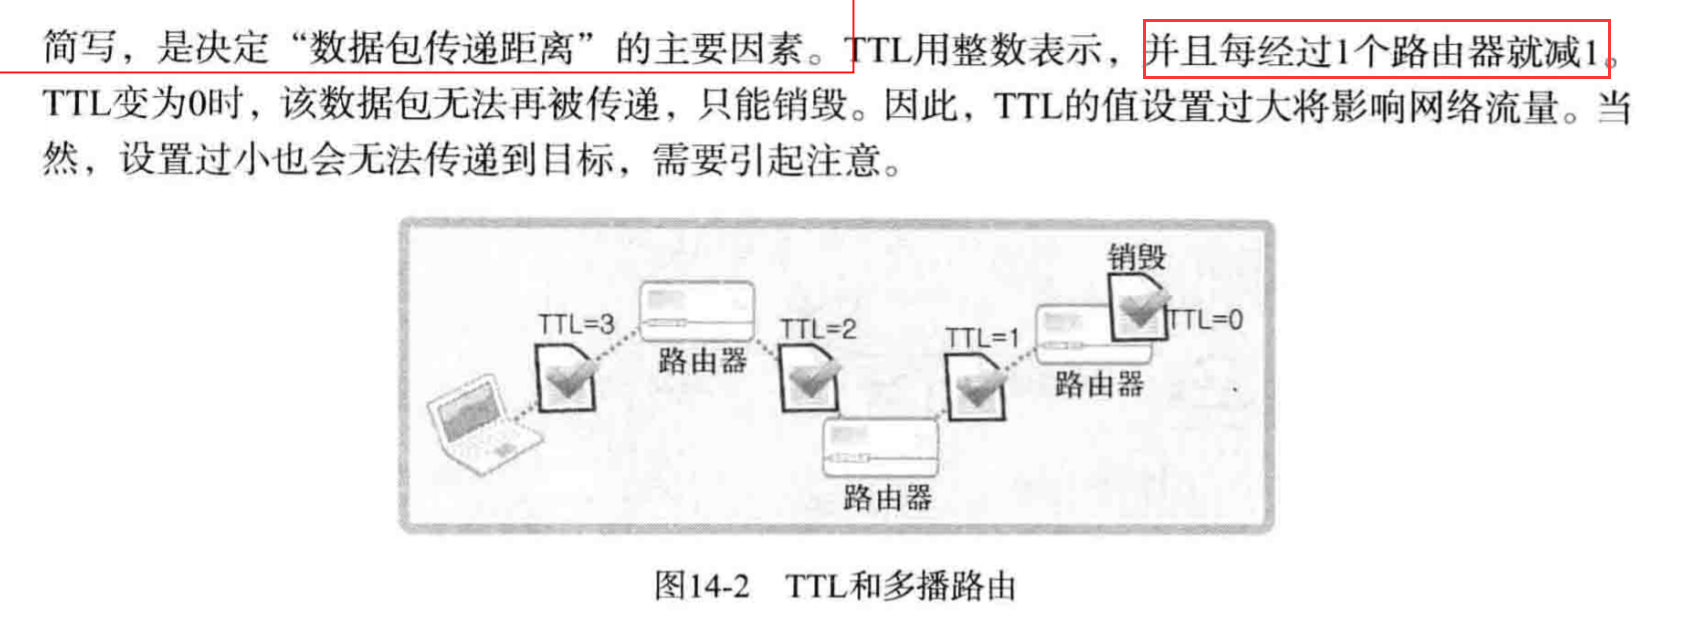 简写，是决定“数据包传递距离”的主要因素。TTL用整数表示，并且每经过1个路由器就减1。
TTL变为0时，该数据包无法再被传递，只能销毁。因此，TTL的值设置过大将影响网络流量。当
然，设置过小也会无法传递到目标，需要引起注意。
销毁
TTL=3
TTL=2
TTL=1
TTL=0
路由器
路由器
路由器
图14-2 TTL和多播路由